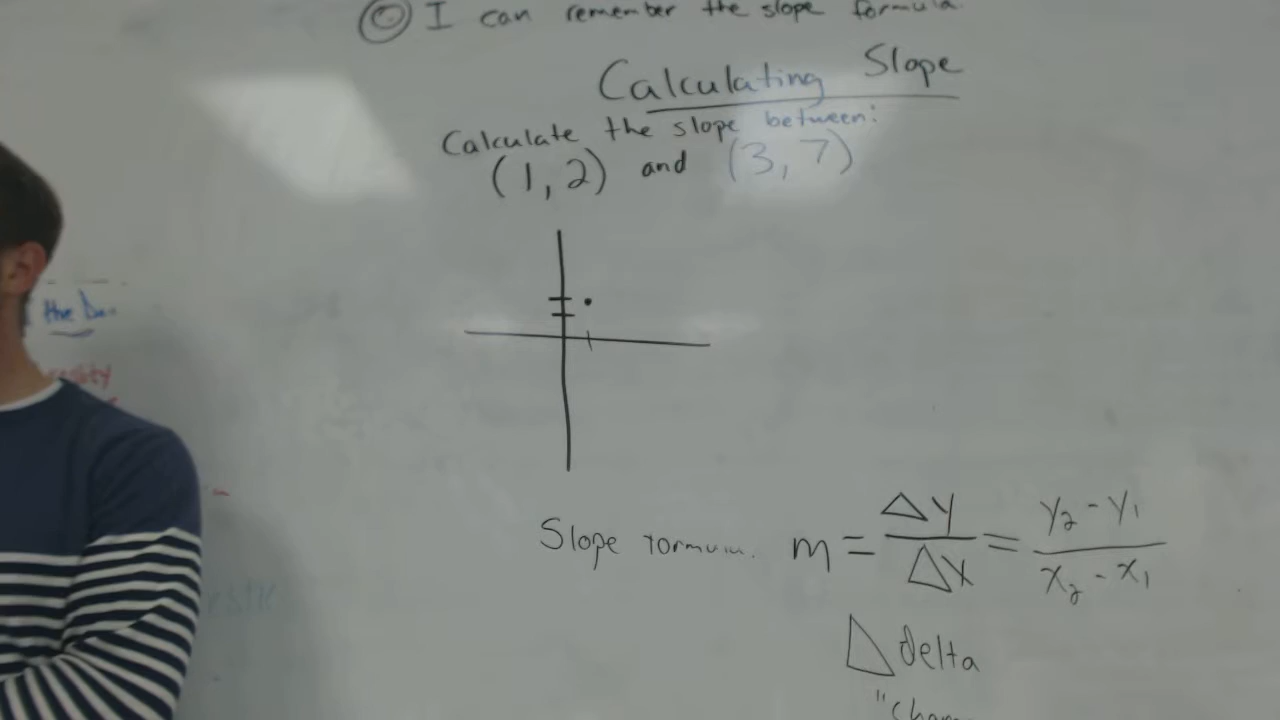 © I can remember the slope formula
Calculating Slope
Calculate the slope between:
(1, 2) and (3, 7)
the
Slope m = Δy/Δx = y₂ - y₁/x₂ - x₁
Δ delta